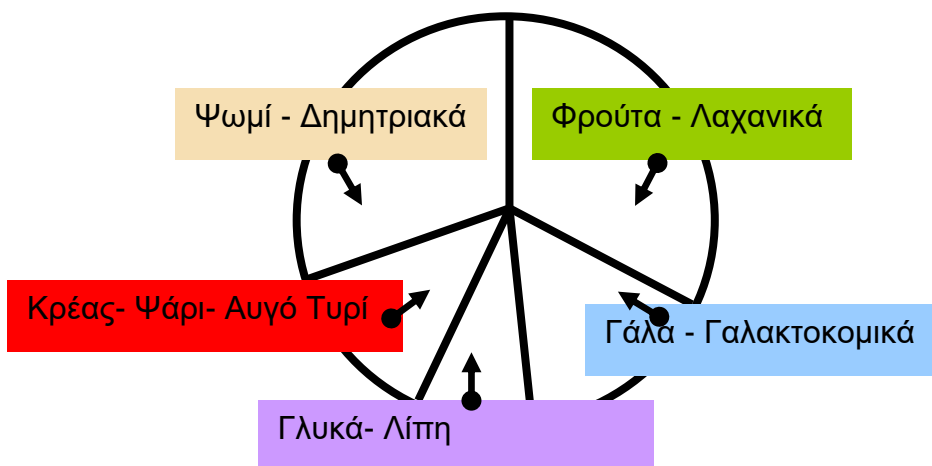 Ψωμί - Δημητριακά
Φρούτα - Λαχανικά
Κρέας- Ψάρι- Αυγό Τυρί
Γάλα - Γαλακτοκομικά
Γλυκά- Λίπη